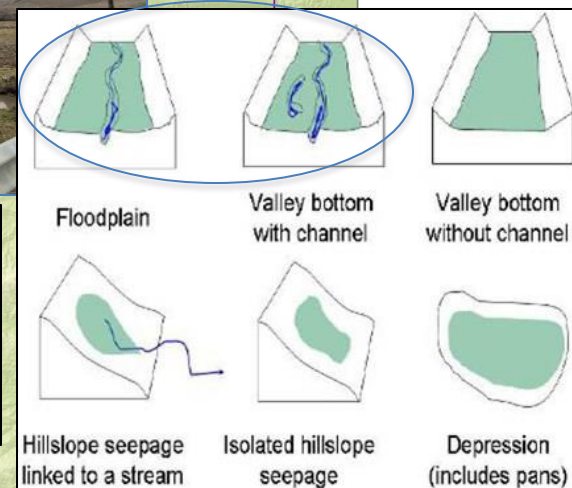 Floodplain
Valley bottom
with channel
Valley bottom
without channel
Hillslope seepage
linked to a stream
Isolated hillslope
seepage
Depression
(includes pans)